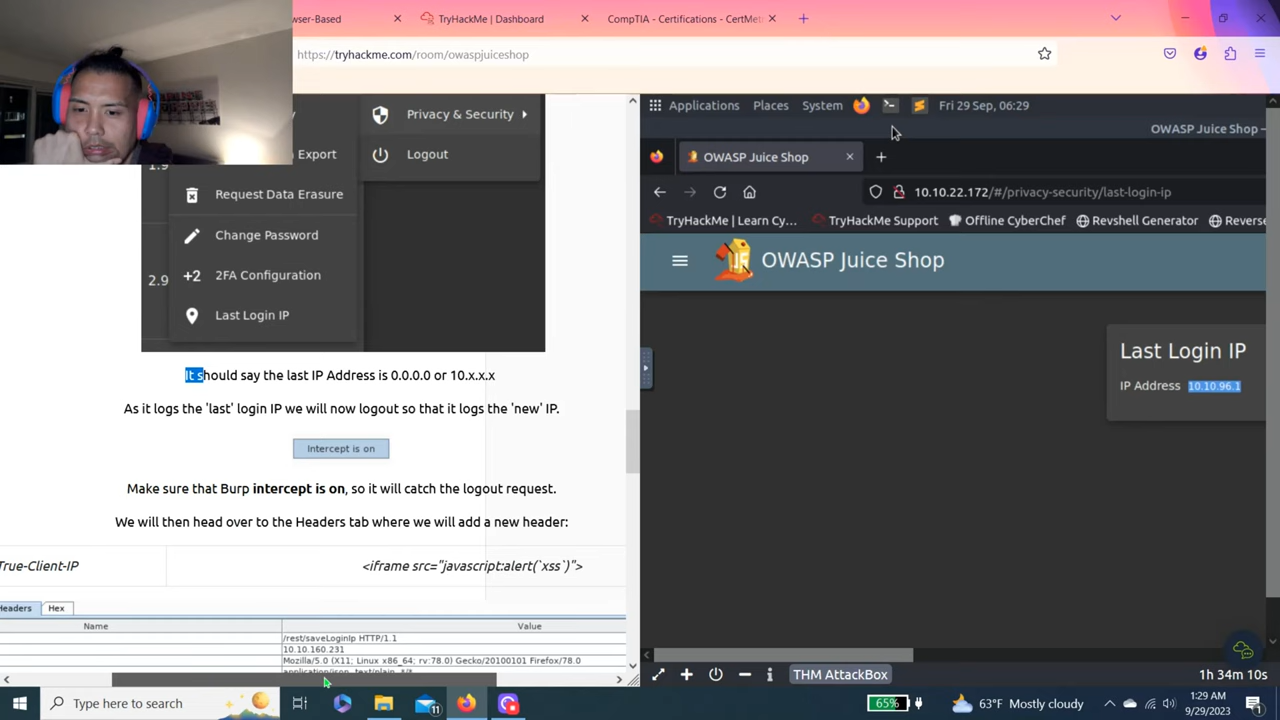 wser-Based
TryHackMe | Dashboard
CompTIA - Certifications - CertMet
https://tryhackme.com/room/owaspjuiceshop
Privacy & Security
Logout
Export
1.9
Request Data Erasure
Change Password
2.9
+2 2FA Configuration
Last Login IP
It should say the last IP Address is 0.0.0.0 or 10.x.x.x
As it logs the 'last' login IP we will now logout so that it logs the 'new' IP.
Intercept is on
Make sure that Burp intercept is on, so it will catch the logout request.
We will then head over to the Headers tab where we will add a new header:
True-Client-IP
<iframe src="javascript:alert(`xss`)">
Headers Hex
Name Value
/rest/saveLoginIp HTTP/1.1
10.10.160.231
Mozilla/5.0 (X11; Linux x86_64; rv:78.0) Gecko/20100101 Firefox/78.0
application/json, text/plain, */*
Applications Places System Fri 29 Sep, 06:29
OWASP Juice Shop –
OWASP Juice Shop
10.10.22.172/#/privacy-security/last-login-ip
TryHackMe | Learn Cy… TryHackMe Support Offline CyberChef Revshell Generator Reverse
OWASP Juice Shop
Last Login IP
IP Address 10.10.96.1
THM AttackBox
1h 34m 10s
Type here to search
11
65%
63°F Mostly cloudy
1:29 AM
9/29/2023
1